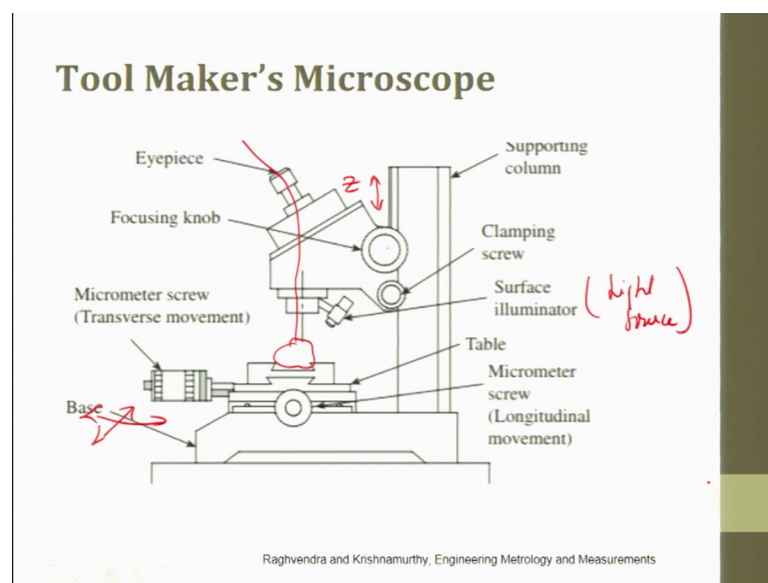 Tool Maker's Microscope
Eyepiece
Supporting
column
Z
Focusing knob
Clamping
screw
Micrometer screw
(Transverse movement)
Surface
illuminator
(Light
Source)
Table
Micrometer
screw
(Longitudinal
movement)
Base
Raghvendra and Krishnamurthy, Engineering Metrology and Measurements